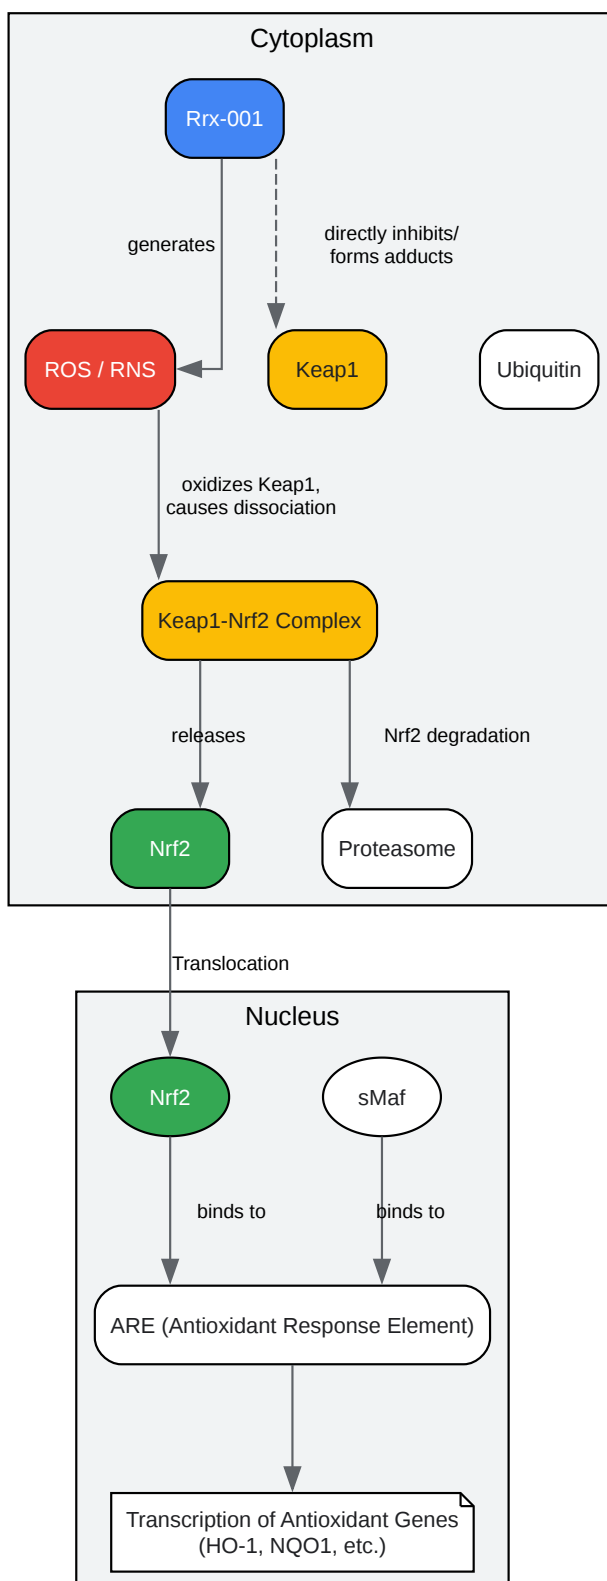 Cytoplasm
Rrx-001
generates
directly inhibits/
forms adducts
ROS / RNS
Keap1
Ubiquitin
oxidizes Keap1,
causes dissociation
Keap1-Nrf2 Complex
releases
Nrf2 degradation
Nrf2
Proteasome
Translocation
Nucleus
Nrf2
sMaf
binds to
binds to
ARE (Antioxidant Response Element)
Transcription of Antioxidant Genes
(HO-1, NQO1, etc.)